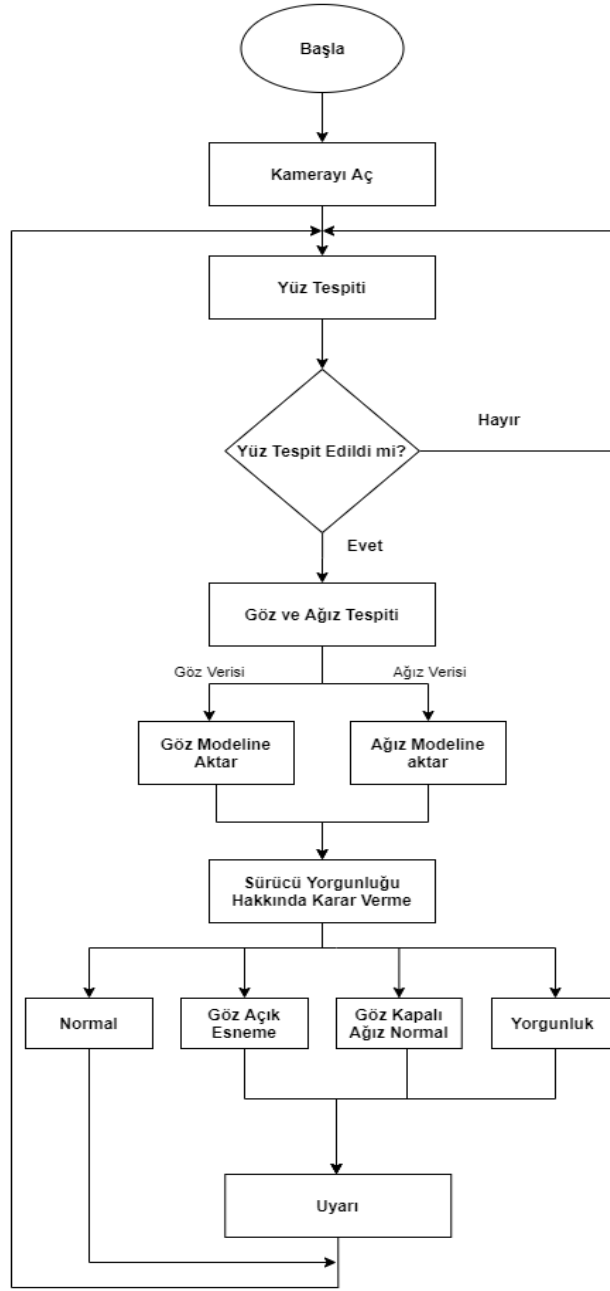 Başla
Kamerayı Aç
Yüz Tespiti
Yüz Tespit Edildi mi?
Hayır
Evet
Göz ve Ağız Tespiti
Göz Verisi
Ağız Verisi
Göz Modeline
Aktar
Ağız Modeline
aktar
Sürücü Yorgunluğu
Hakkında Karar Verme
Normal
Göz Açık
Esneme
Göz Kapalı
Ağız Normal
Yorgunluk
Uyarı